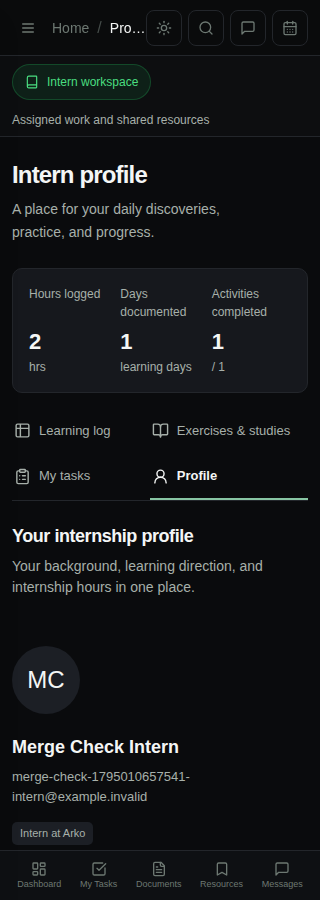 Home / Pro...
Intern workspace
Assigned work and shared resources
Intern profile
A place for your daily discoveries,
practice, and progress.
Hours logged
2
hrs
Days
documented
1
learning days
Activities
completed
1
/ 1
Learning log
Exercises & studies
My tasks
Profile
Your internship profile
Your background, learning direction, and
internship hours in one place.
MC
Merge Check Intern
merge-check-1795010657541-
intern@example.invalid
Intern at Arko
Dashboard
My Tasks
Documents
Resources
Messages